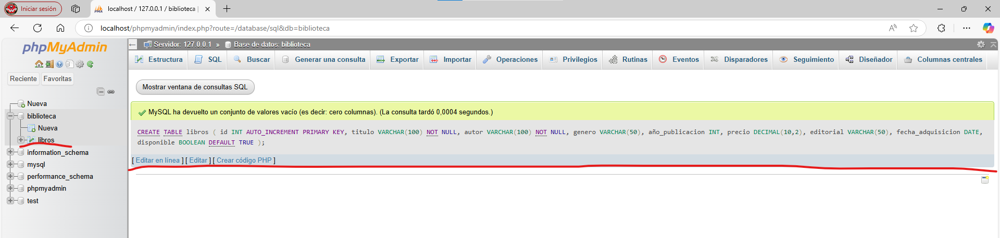 Iniciar sesión
localhost / 127.0.0.1 / biblioteca |
localhost/phpmyadmin/index.php?route=/database/sql&db=biblioteca
phpMyAdmin
Reciente
Favoritas
Nueva
biblioteca
Nueva
libros
information_schema
mysql
performance_schema
phpmyadmin
test
Servidor: 127.0.0.1 » Base de datos: biblioteca
Estructura SQL Buscar Generar una consulta Exportar Importar Operaciones Privilegios Rutinas Eventos Disparadores Seguimiento Diseñador Columnas centrales
Mostrar ventana de consultas SQL
MySQL ha devuelto un conjunto de valores vacío (es decir: cero columnas). (La consulta tardó 0,0004 segundos.)
CREATE TABLE libros ( id INT AUTO_INCREMENT PRIMARY KEY, titulo VARCHAR(100) NOT NULL, autor VARCHAR(100) NOT NULL, genero VARCHAR(50), año_publicacion INT, precio DECIMAL(10,2), editorial VARCHAR(50), fecha_adquisicion DATE,
disponible BOOLEAN DEFAULT TRUE );
[ Editar en línea ] [ Editar ] [ Crear código PHP ]